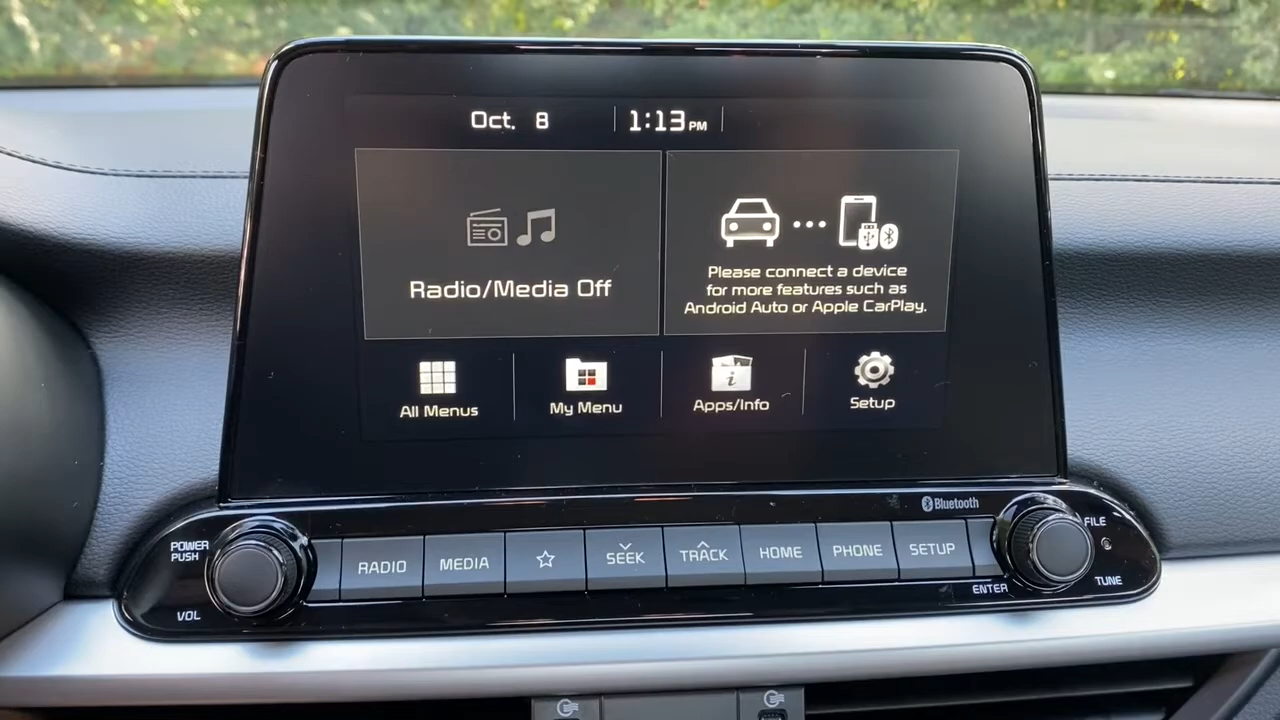 Oct. 8 1:13 PM
Radio/Media Off
Please connect a device
for more features such as
Android Auto or Apple CarPlay.
All Menus
My Menu
Apps/Info
Setup
Bluetooth
POWER
PUSH
VOL
RADIO
MEDIA
SEEK
TRACK
HOME
PHONE
SETUP
FILE
TUNE
ENTER